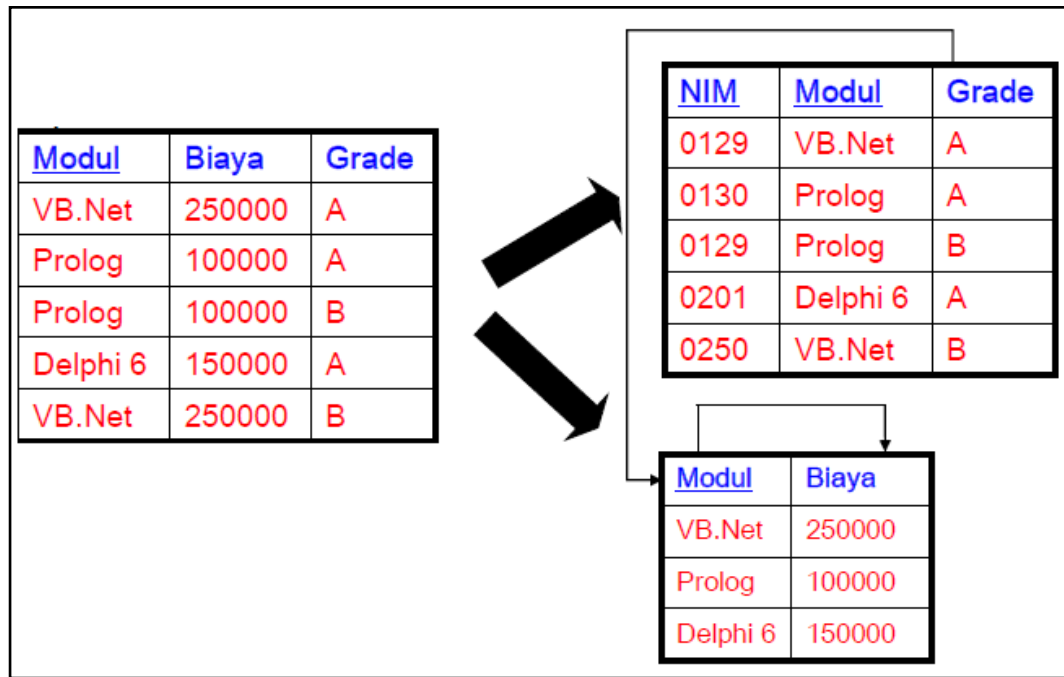 Modul Biaya Grade
VB.Net 250000 A
Prolog 100000 A
Prolog 100000 B
Delphi 6 150000 A
VB.Net 250000 B
NIM Modul Grade
0129 VB.Net A
0130 Prolog A
0129 Prolog B
0201 Delphi 6 A
0250 VB.Net B
Modul Biaya
VB.Net 250000
Prolog 100000
Delphi 6 150000